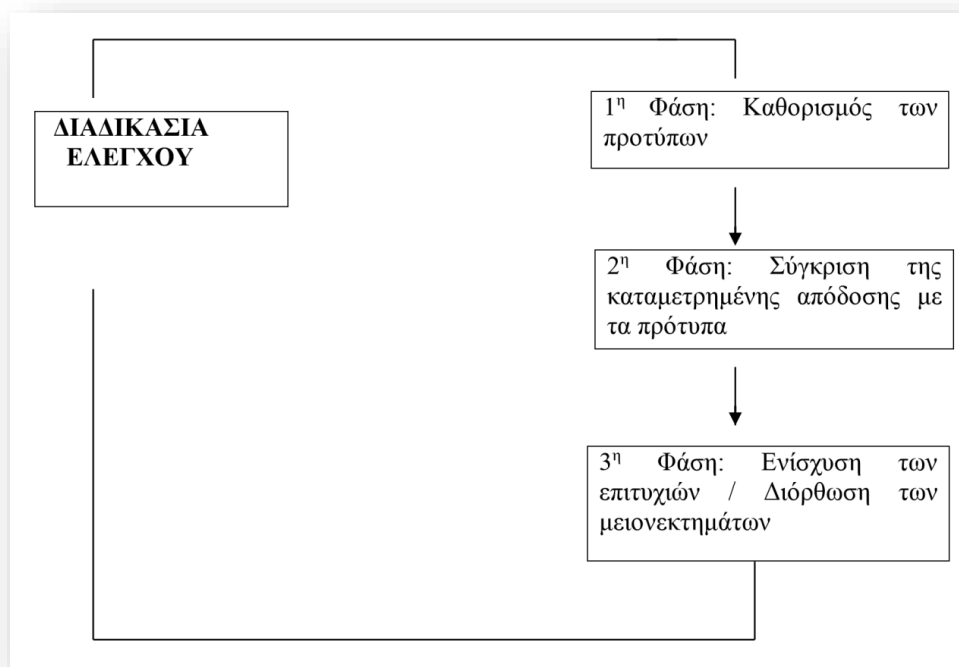 ΔΙΑΔΙΚΑΣΙΑ
ΕΛΕΓΧΟΥ
1η Φάση: Καθορισμός των
προτύπων
2η Φάση: Σύγκριση της
καταμετρημένης απόδοσης με
τα πρότυπα
3η Φάση: Ενίσχυση των
επιτυχιών / Διόρθωση των
μειονεκτημάτων